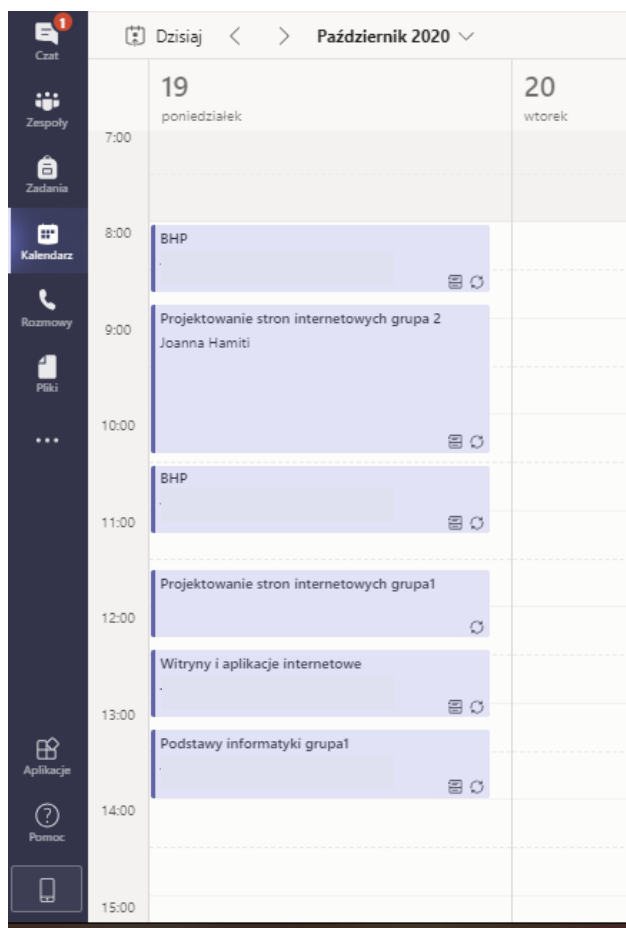 1
Czat
Zespoły
Zadania
Kalendarz
Rozmowy
Pliki
...
Aplikacje
Pomoc
Dzisiaj < > Październik 2020
19
poniedziałek
20
wtorek
7:00
8:00
BHP
9:00
Projektowanie stron internetowych grupa 2
Joanna Hamiti
10:00
BHP
11:00
Projektowanie stron internetowych grupa1
12:00
Witryny i aplikacje internetowe
13:00
Podstawy informatyki grupa1
14:00
15:00